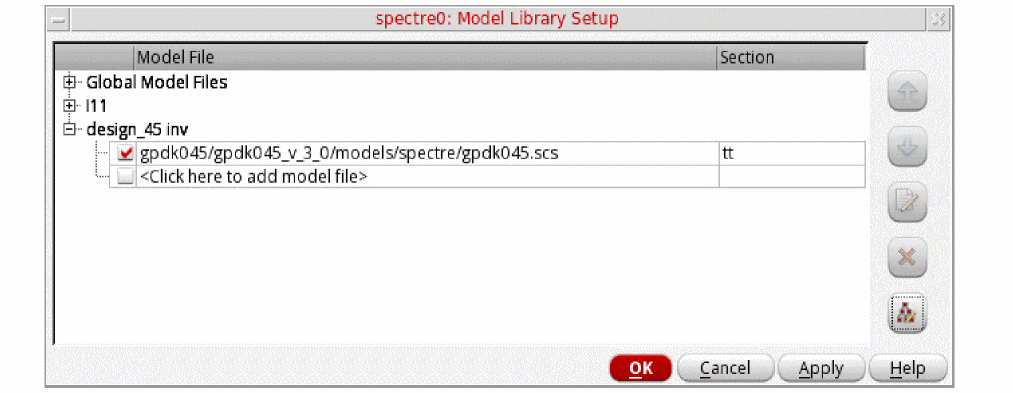 spectre0: Model Library Setup
Model File Section
Global Model Files
I11
design_45 inv
gpdk045/gpdk045_v_3_0/models/spectre/gpdk045.scs tt
<Click here to add model file>
OK Cancel Apply Help